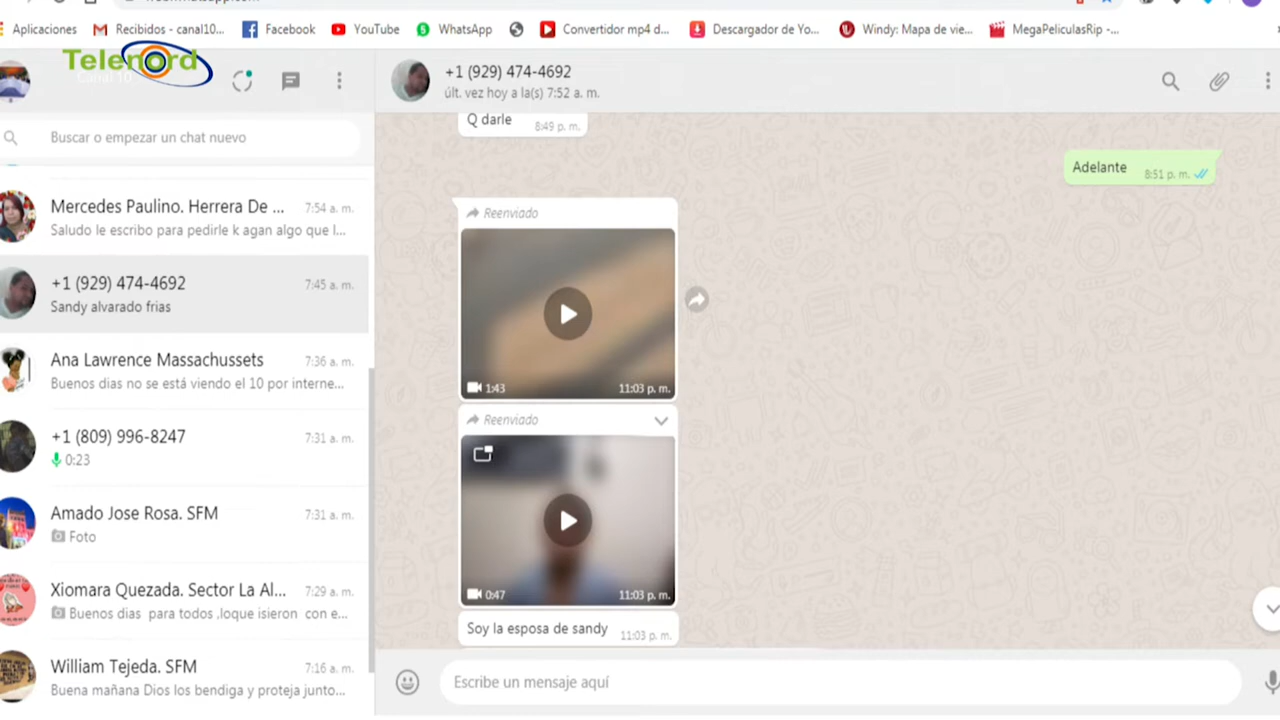 Aplicaciones
Recibidos - canal10...
Facebook
YouTube
WhatsApp
Convertidor mp4 d...
Descargador de Yo...
Windy: Mapa de vie...
MegaPeliculasRip -...
Telenord
Canal 10
Buscar o empezar un chat nuevo
Mercedes Paulino. Herrera De ...
7:54 a. m.
Saludo le escribo para pedirle k agan algo que l...
+1 (929) 474-4692
7:45 a. m.
Sandy alvarado frias
Ana Lawrence Massachussets
7:36 a. m.
Buenos dias no se está viendo el 10 por interne...
+1 (809) 996-8247
7:31 a. m.
0:23
Amado Jose Rosa. SFM
7:31 a. m.
Foto
Xiomara Quezada. Sector La Al...
7:29 a. m.
Buenos dias para todos ,loque isieron con e...
William Tejeda. SFM
7:16 a. m.
Buena mañana Dios los bendiga y proteja junto...
+1 (929) 474-4692
últ. vez hoy a la(s) 7:52 a. m.
Q darle
8:49 p. m.
Adelante
8:51 p. m.
Reenviado
1:43
11:03 p. m.
Reenviado
0:47
11:03 p. m.
Soy la esposa de sandy
11:03 p. m.
Escribe un mensaje aquí